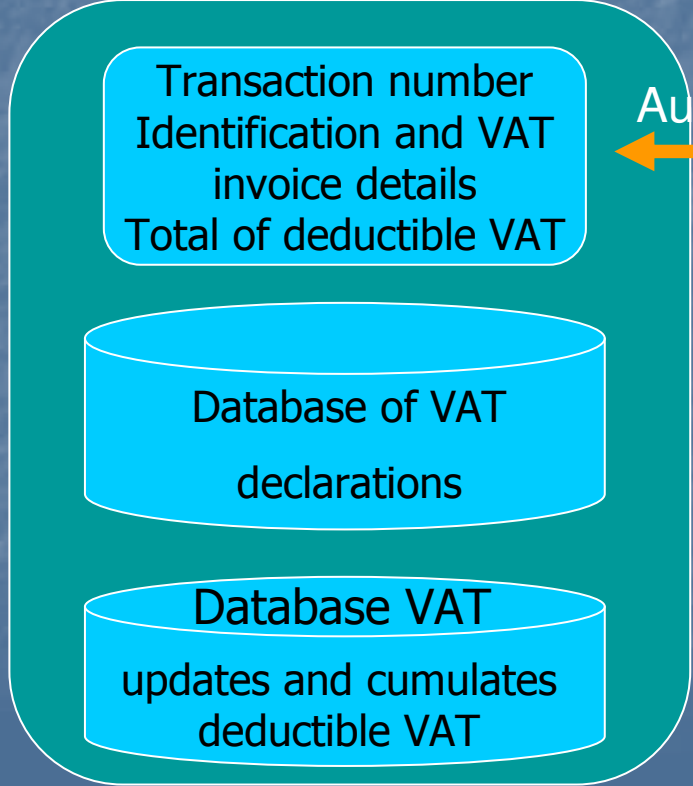 Transaction number
Identification and VAT
invoice details
Total of deductible VAT
Au
Database of VAT
declarations
Database VAT
updates and cumulates
deductible VAT